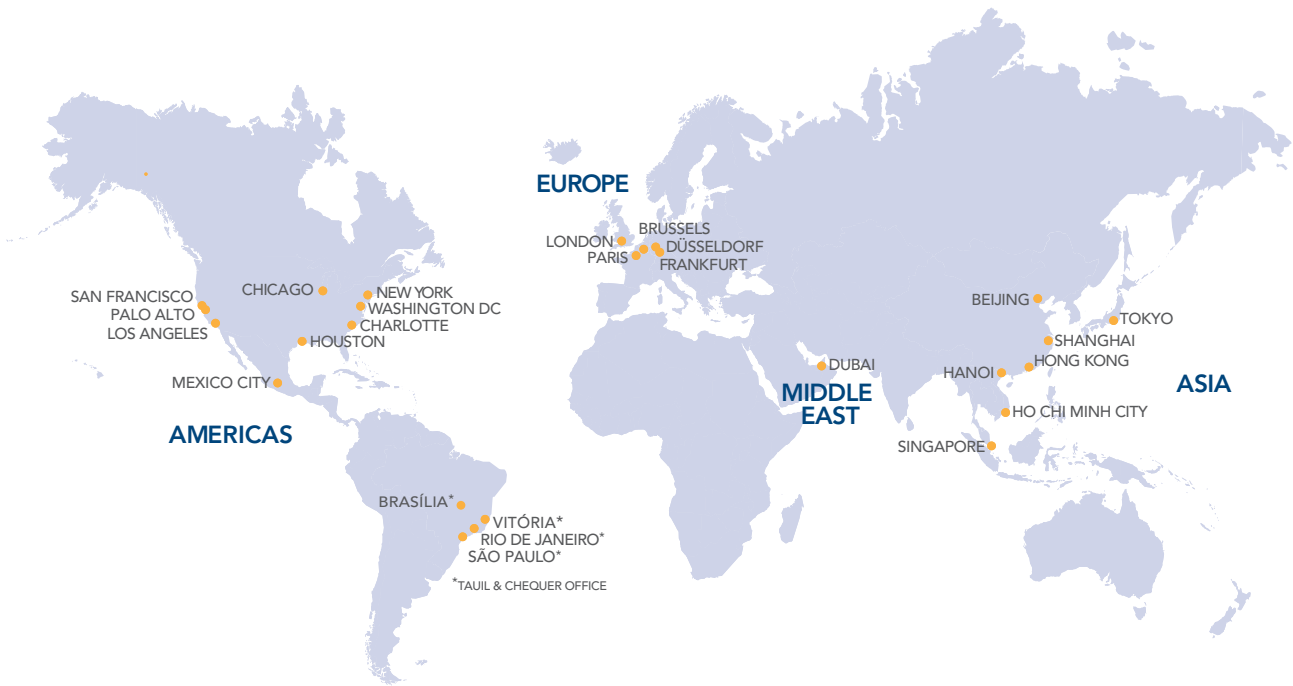 EUROPE
BRUSSELS
LONDON
DÜSSELDORF
PARIS
FRANKFURT
CHICAGO
NEW YORK
SAN FRANCISCO
WASHINGTON DC
PALO ALTO
CHARLOTTE
LOS ANGELES
HOUSTON
MEXICO CITY
AMERICAS
BRASÍLIA*
VITÓRIA*
RIO DE JANEIRO*
SÃO PAULO*
*TAUIL & CHEQUER OFFICE
DUBAI
MIDDLE
EAST
BEIJING
TOKYO
SHANGHAI
HONG KONG
HANOI
ASIA
HO CHI MINH CITY
SINGAPORE